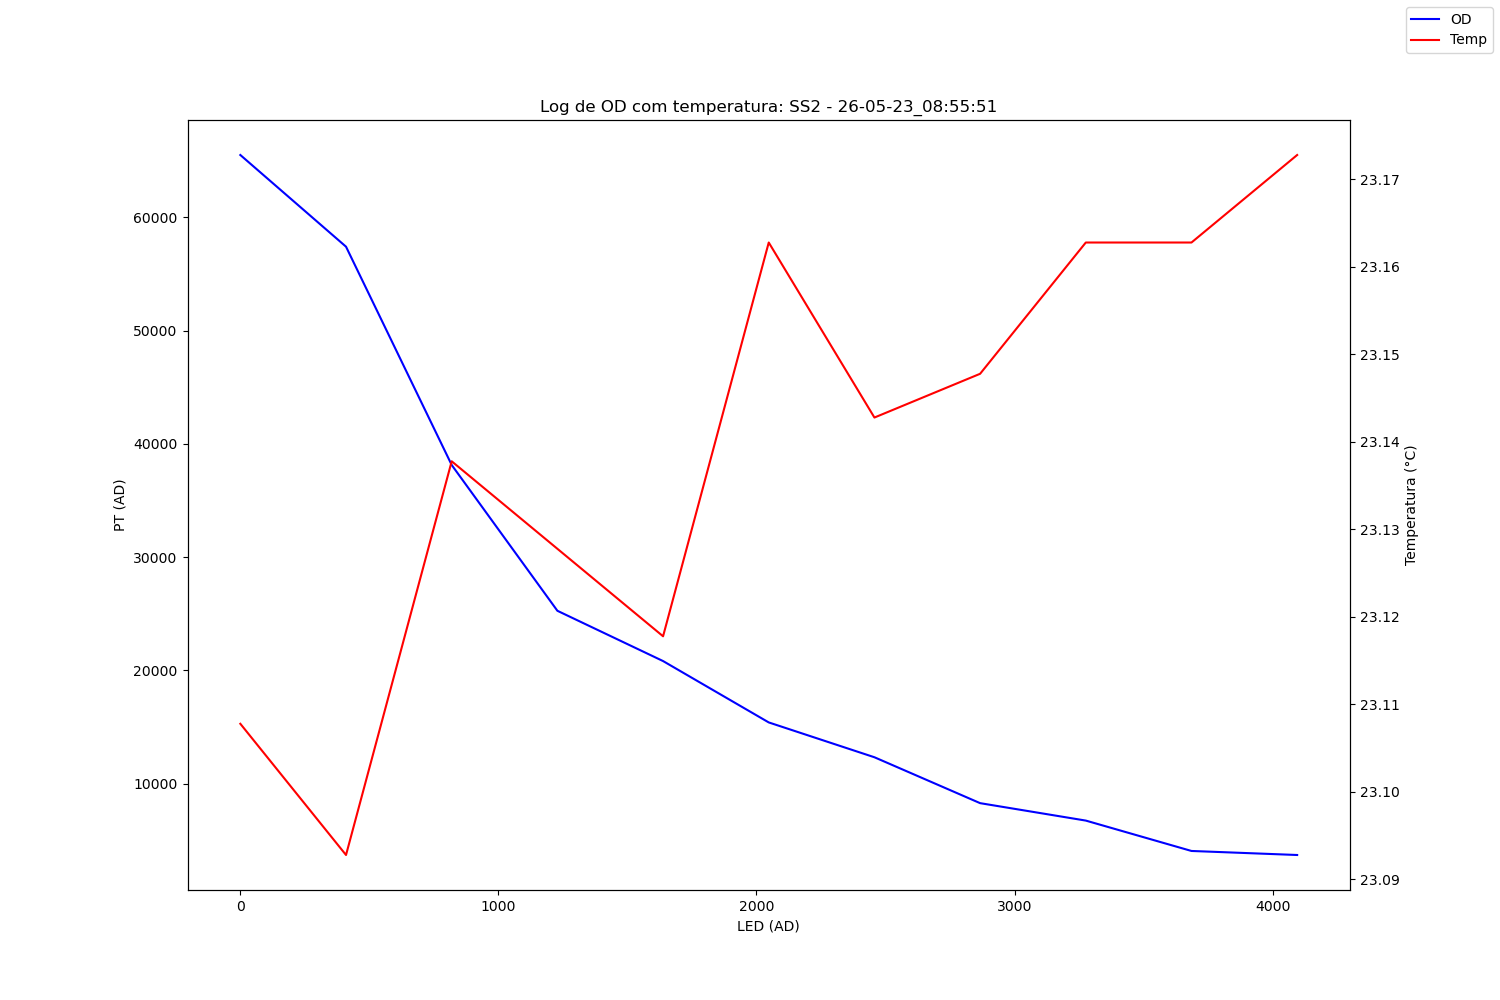 OD
Temp
Log de OD com temperatura: SS2 - 26-05-23_08:55:51
60000
50000
40000
30000
20000
10000
PT (AD)
23.17
23.16
23.15
23.14
23.13
23.12
23.11
23.10
23.09
Temperatura (°C)
0 1000 2000 3000 4000
LED (AD)